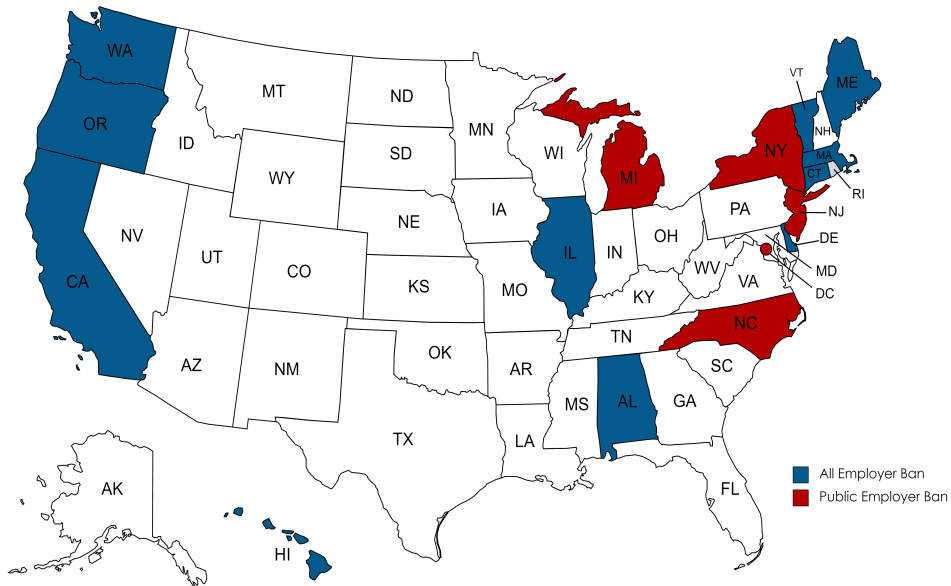 WA
VT
ME
MT
ND
OR
MN
NH
ID
SD
WI
NY
MA
MI
CT
WY
RI
IA
PA
NE
NJ
NV
OH
DE
IL
IN
UT
CO
WV
MD
CA
KS
MO
VA
DC
KY
NC
TN
OK
AZ
NM
AR
SC
MS
AL
GA
TX
LA
All Employer Ban
AK
FL
Public Employer Ban
HI